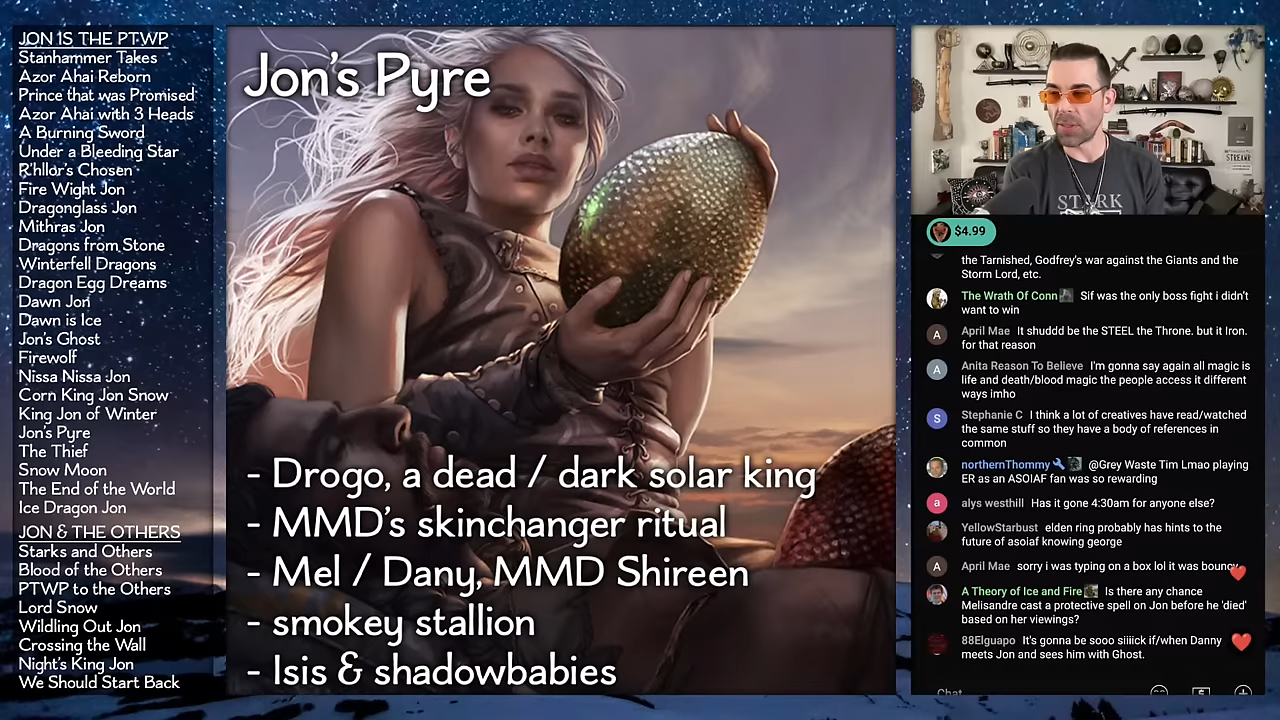 JON IS THE PTWP
Stanhammer Takes
Azor Ahai Reborn
Prince that was Promised
Azor Ahai with 3 Heads
A Burning Sword
Under a Bleeding Star
R'hllor's Chosen
Fire Wight Jon
Dragonglass Jon
Mithras Jon
Dragons from Stone
Winterfell Dragons
Dragon Egg Dreams
Dawn Jon
Dawn is Ice
Jon's Ghost
Firewolf
Nissa Nissa Jon
Corn King Jon Snow
King Jon of Winter
Jon's Pyre
The Thief
Snow Moon
The End of the World
Ice Dragon Jon
JON & THE OTHERS
Starks and Others
Blood of the Others
PTWP to the Others
Lord Snow
Wildling Out Jon
Crossing the Wall
Night's King Jon
We Should Start Back
Jon's Pyre
- Drogo, a dead / dark solar king
- MMD's skinchanger ritual
- Mel / Dany, MMD Shireen
- smokey stallion
- Isis & shadowbabies
STARK
$4.99
the Tarnished, Godfrey's war against the Giants and the
Storm Lord, etc.
The Wrath Of Conn Sif was the only boss fight i didn't
want to win
A April Mae It shuddd be the STEEL the Throne. but it Iron.
for that reason
A Anita Reason To Believe I'm gonna say again all magic is
life and death/blood magic the people access it different
ways imho
S Stephanie C I think a lot of creatives have read/watched
the same stuff so they have a body of references in
common
northernThommy @Grey Waste Tim Lmao playing
ER as an ASOIAF fan was so rewarding
a alys westhill Has it gone 4:30am for anyone else?
YellowStarbust elden ring probably has hints to the
future of asoiaf knowing george
A April Mae sorry i was typing on a box lol it was bouncy
A Theory of Ice and Fire Is there any chance
Melisandre cast a protective spell on Jon before he 'died'
based on her viewings?
88Elguapo It's gonna be sooo siiiick if/when Danny
meets Jon and sees him with Ghost.
Chat